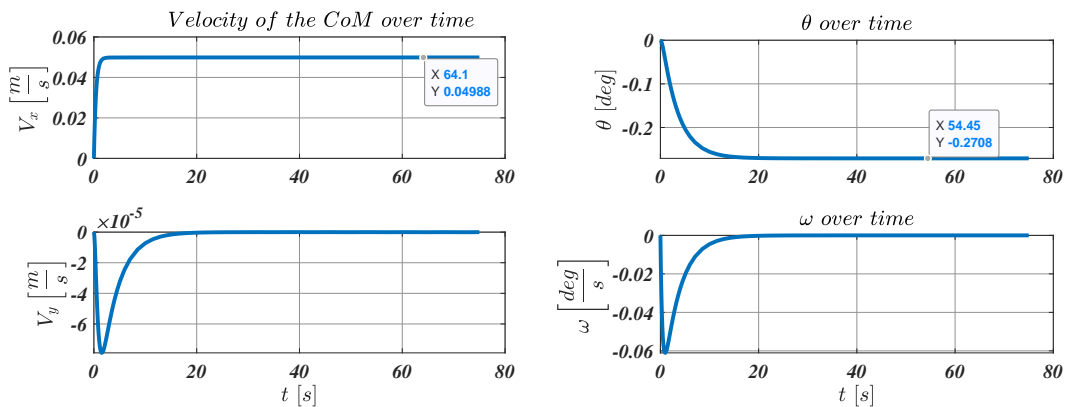 Velocity of the CoM over time
0.06
0.04
0.02
0
V_x [m/s]
X 64.1
Y 0.04988
0 20 40 60 80
θ over time
0
-0.1
-0.2
θ [deg]
X 54.45
Y -0.2708
0 20 40 60 80
×10^-5
0
-2
-4
-6
V_y [m/s]
0 20 40 60 80
t [s]
ω over time
0
-0.02
-0.04
-0.06
ω [deg/s]
0 20 40 60 80
t [s]